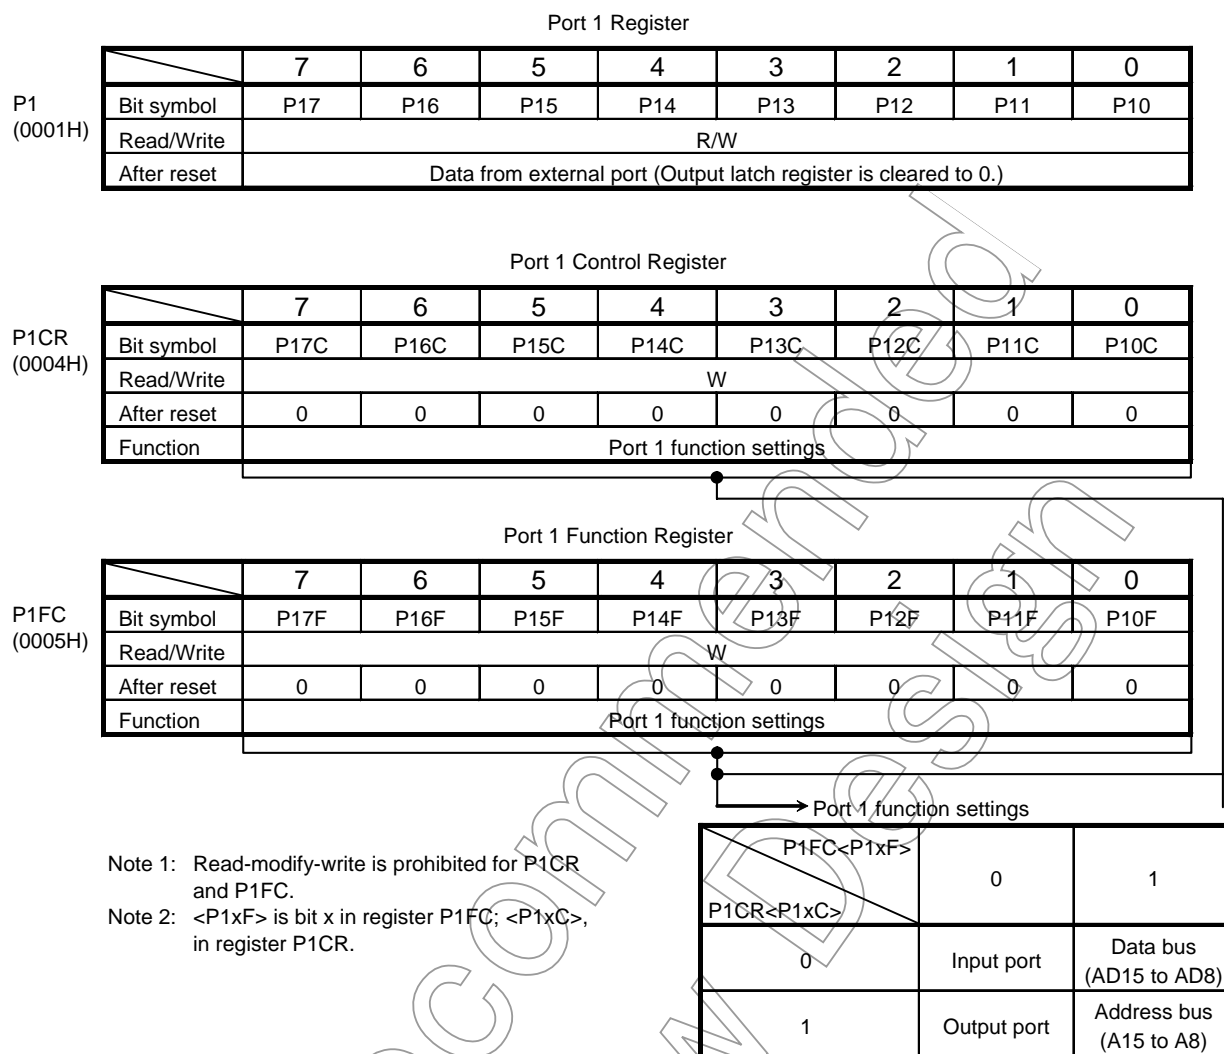 Port 1 Register
7 6 5 4 3 2 1 0
P1
(0001H)
Bit symbol P17 P16 P15 P14 P13 P12 P11 P10
Read/Write R/W
After reset Data from external port (Output latch register is cleared to 0.)
Port 1 Control Register
7 6 5 4 3 2 1 0
P1CR
(0004H)
Bit symbol P17C P16C P15C P14C P13C P12C P11C P10C
Read/Write W
After reset 0 0 0 0 0 0 0 0
Function Port 1 function settings
Port 1 Function Register
7 6 5 4 3 2 1 0
P1FC
(0005H)
Bit symbol P17F P16F P15F P14F P13F P12F P11F P10F
Read/Write W
After reset 0 0 0 0 0 0 0 0
Function Port 1 function settings
Port 1 function settings
P1FC<P1xF> 0 1
P1CR<P1xC>
0 Input port Data bus
(AD15 to AD8)
1 Output port Address bus
(A15 to A8)
Note 1: Read-modify-write is prohibited for P1CR
and P1FC.
Note 2: <P1xF> is bit x in register P1FC; <P1xC>,
in register P1CR.
ecommended
w Design